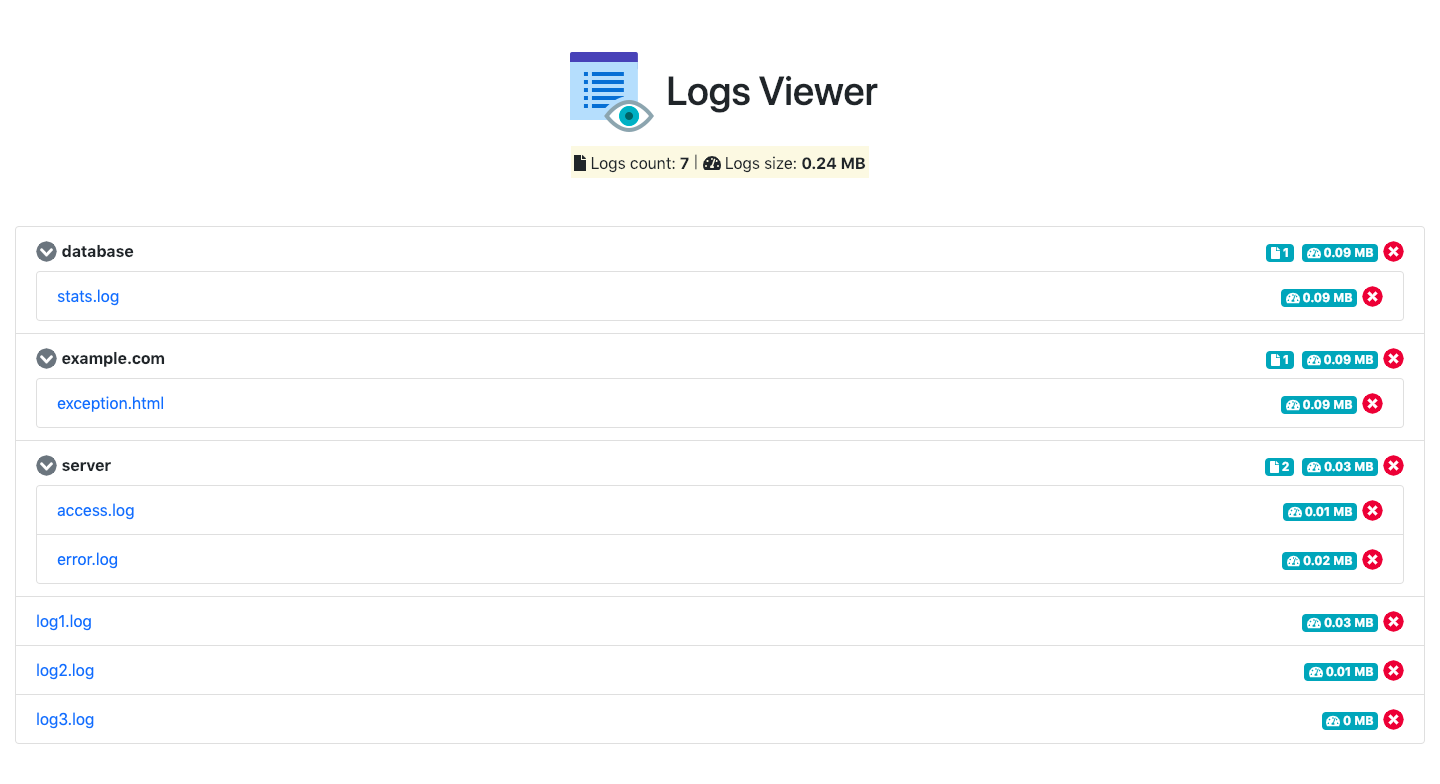 Logs Viewer
Logs count: 7 | Logs size: 0.24 MB
database 1 0.09 MB
stats.log 0.09 MB
example.com 1 0.09 MB
exception.html 0.09 MB
server 2 0.03 MB
access.log 0.01 MB
error.log 0.02 MB
log1.log 0.03 MB
log2.log 0.01 MB
log3.log 0 MB